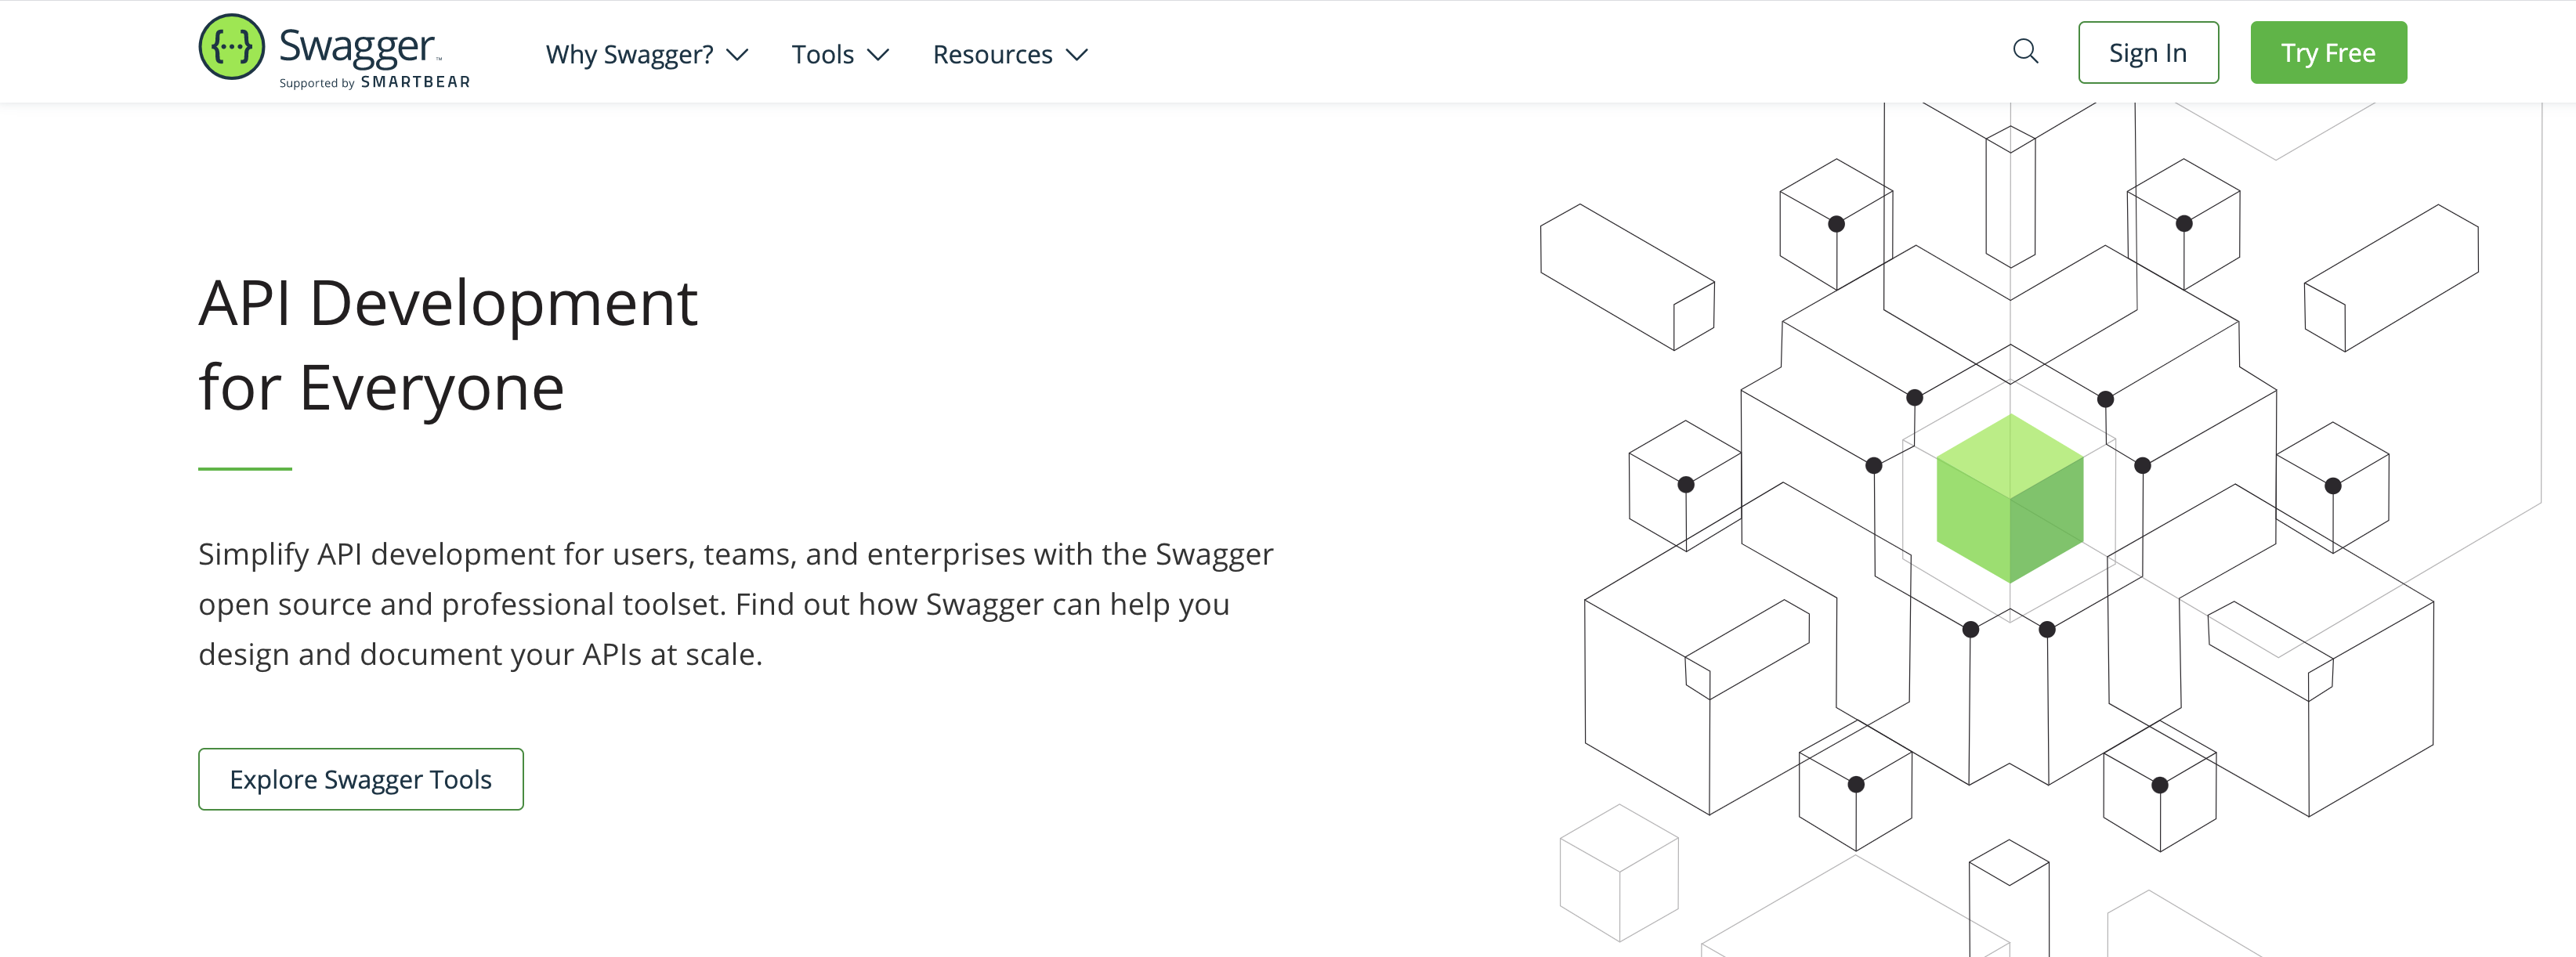 {···} Swagger™
Supported by SMARTBEAR
Why Swagger?
Tools
Resources
Sign In
Try Free
API Development
for Everyone
Simplify API development for users, teams, and enterprises with the Swagger
open source and professional toolset. Find out how Swagger can help you
design and document your APIs at scale.
Explore Swagger Tools